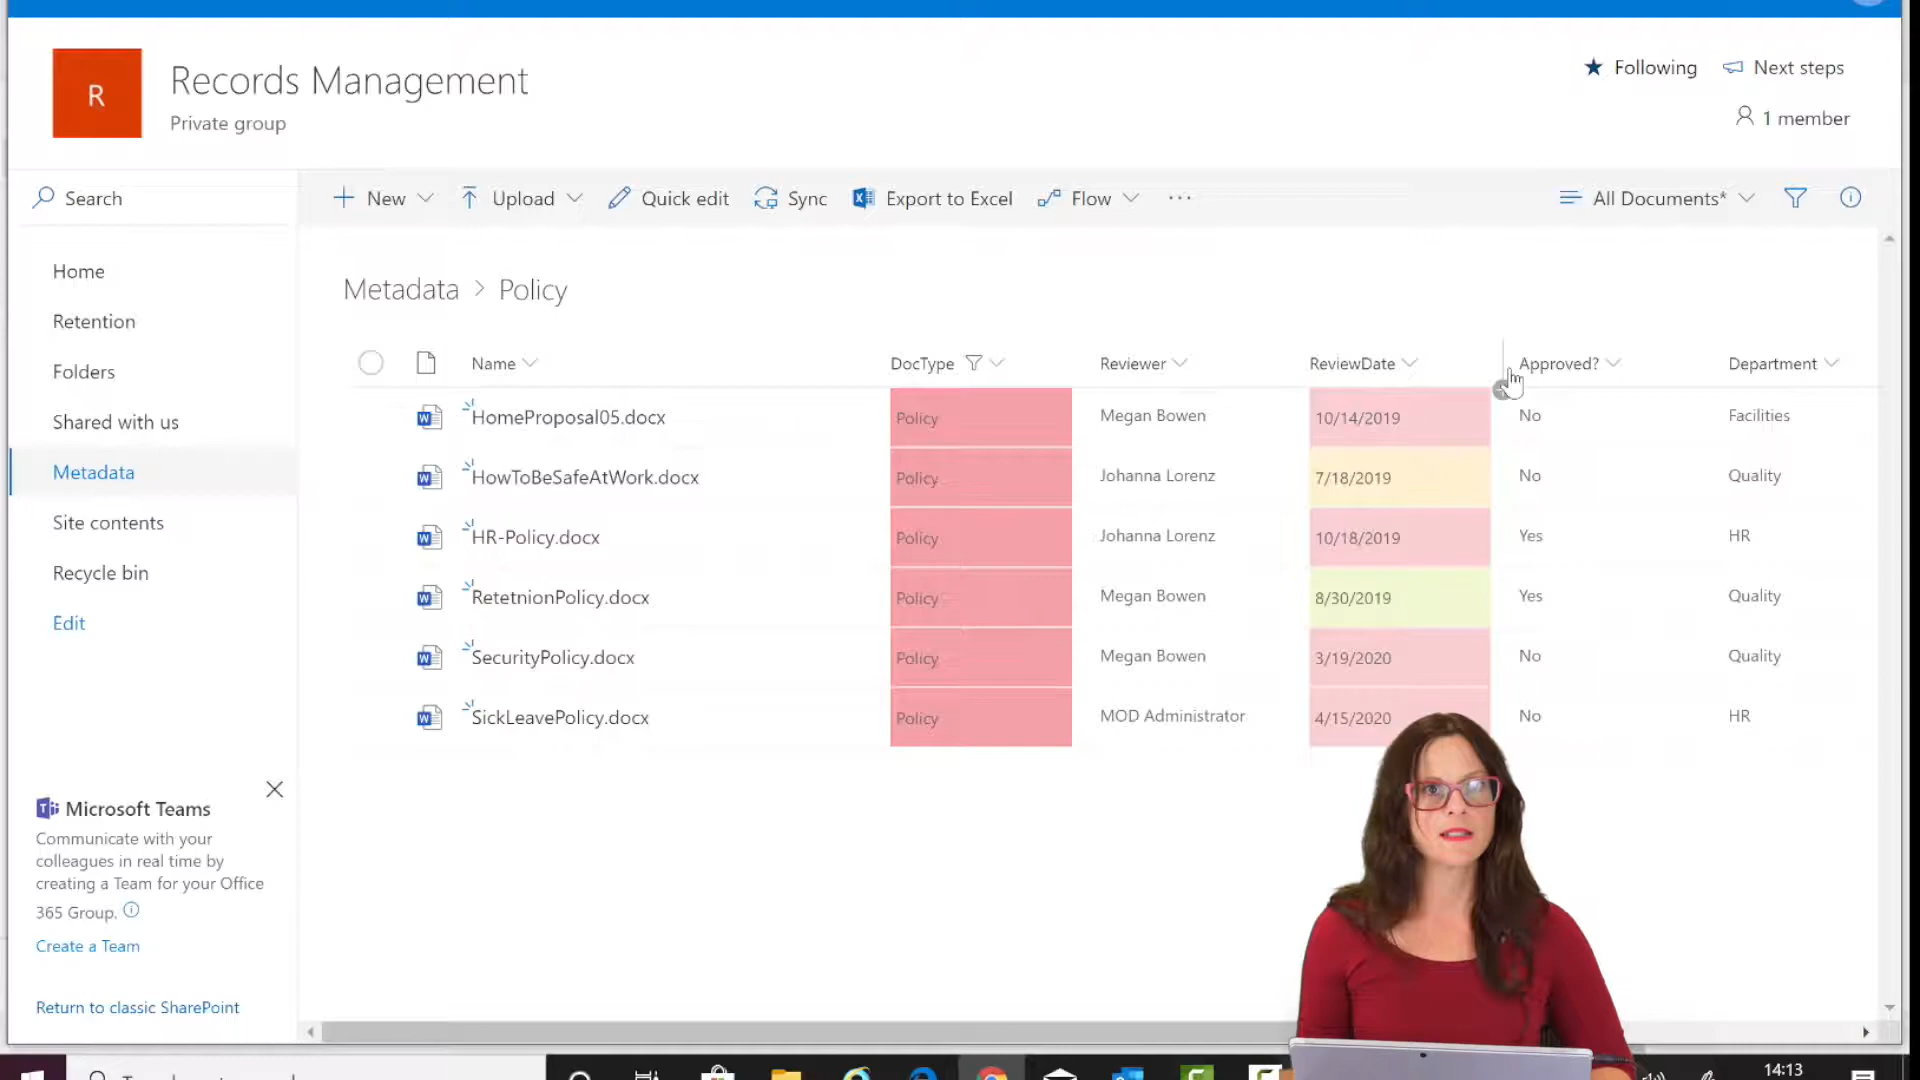 R
Records Management
Private group
Following
Next steps
1 member
Search
New
Upload
Quick edit
Sync
Export to Excel
Flow
...
All Documents*
Home
Retention
Folders
Shared with us
Metadata
Site contents
Recycle bin
Edit
Metadata > Policy
Name DocType Reviewer ReviewDate Approved? Department
HomeProposal05.docx Policy Megan Bowen 10/14/2019 No Facilities
HowToBeSafeAtWork.docx Policy Johanna Lorenz 7/18/2019 No Quality
HR-Policy.docx Policy Johanna Lorenz 10/18/2019 Yes HR
RetetnionPolicy.docx Policy Megan Bowen 8/30/2019 Yes Quality
SecurityPolicy.docx Policy Megan Bowen 3/19/2020 No Quality
SickLeavePolicy.docx Policy MOD Administrator 4/15/2020 No HR
Microsoft Teams
Communicate with your
colleagues in real time by
creating a Team for your Office
365 Group.
Create a Team
Return to classic SharePoint
14:13